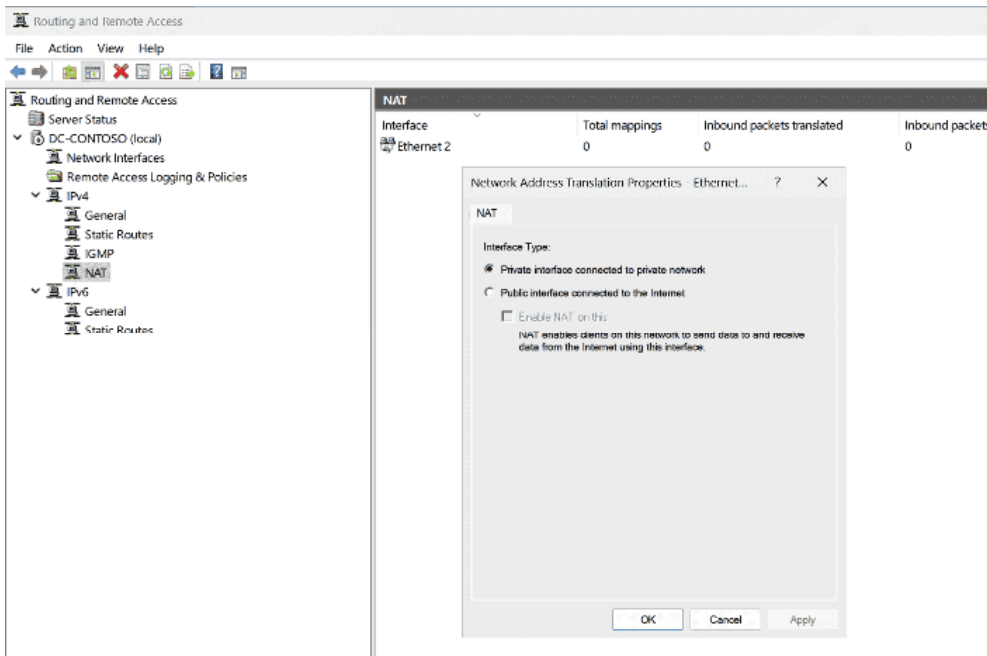 Routing and Remote Access
File Action View Help
Routing and Remote Access
Server Status
DC-CONTOSO (local)
Network Interfaces
Remote Access Logging & Policies
IPv4
General
Static Routes
IGMP
NAT
IPv6
General
Static Routes
NAT
Interface Total mappings Inbound packets translated Inbound packets
Ethernet 2 0 0 0
Network Address Translation Properties Ethernet... ? X
NAT
Interface Type:
Private interface connected to private network
Public interface connected to the Internet
Enable NAT on this
NAT enables clients on this network to send data to and receive
data from the Internet using this interface.
OK Cancel Apply